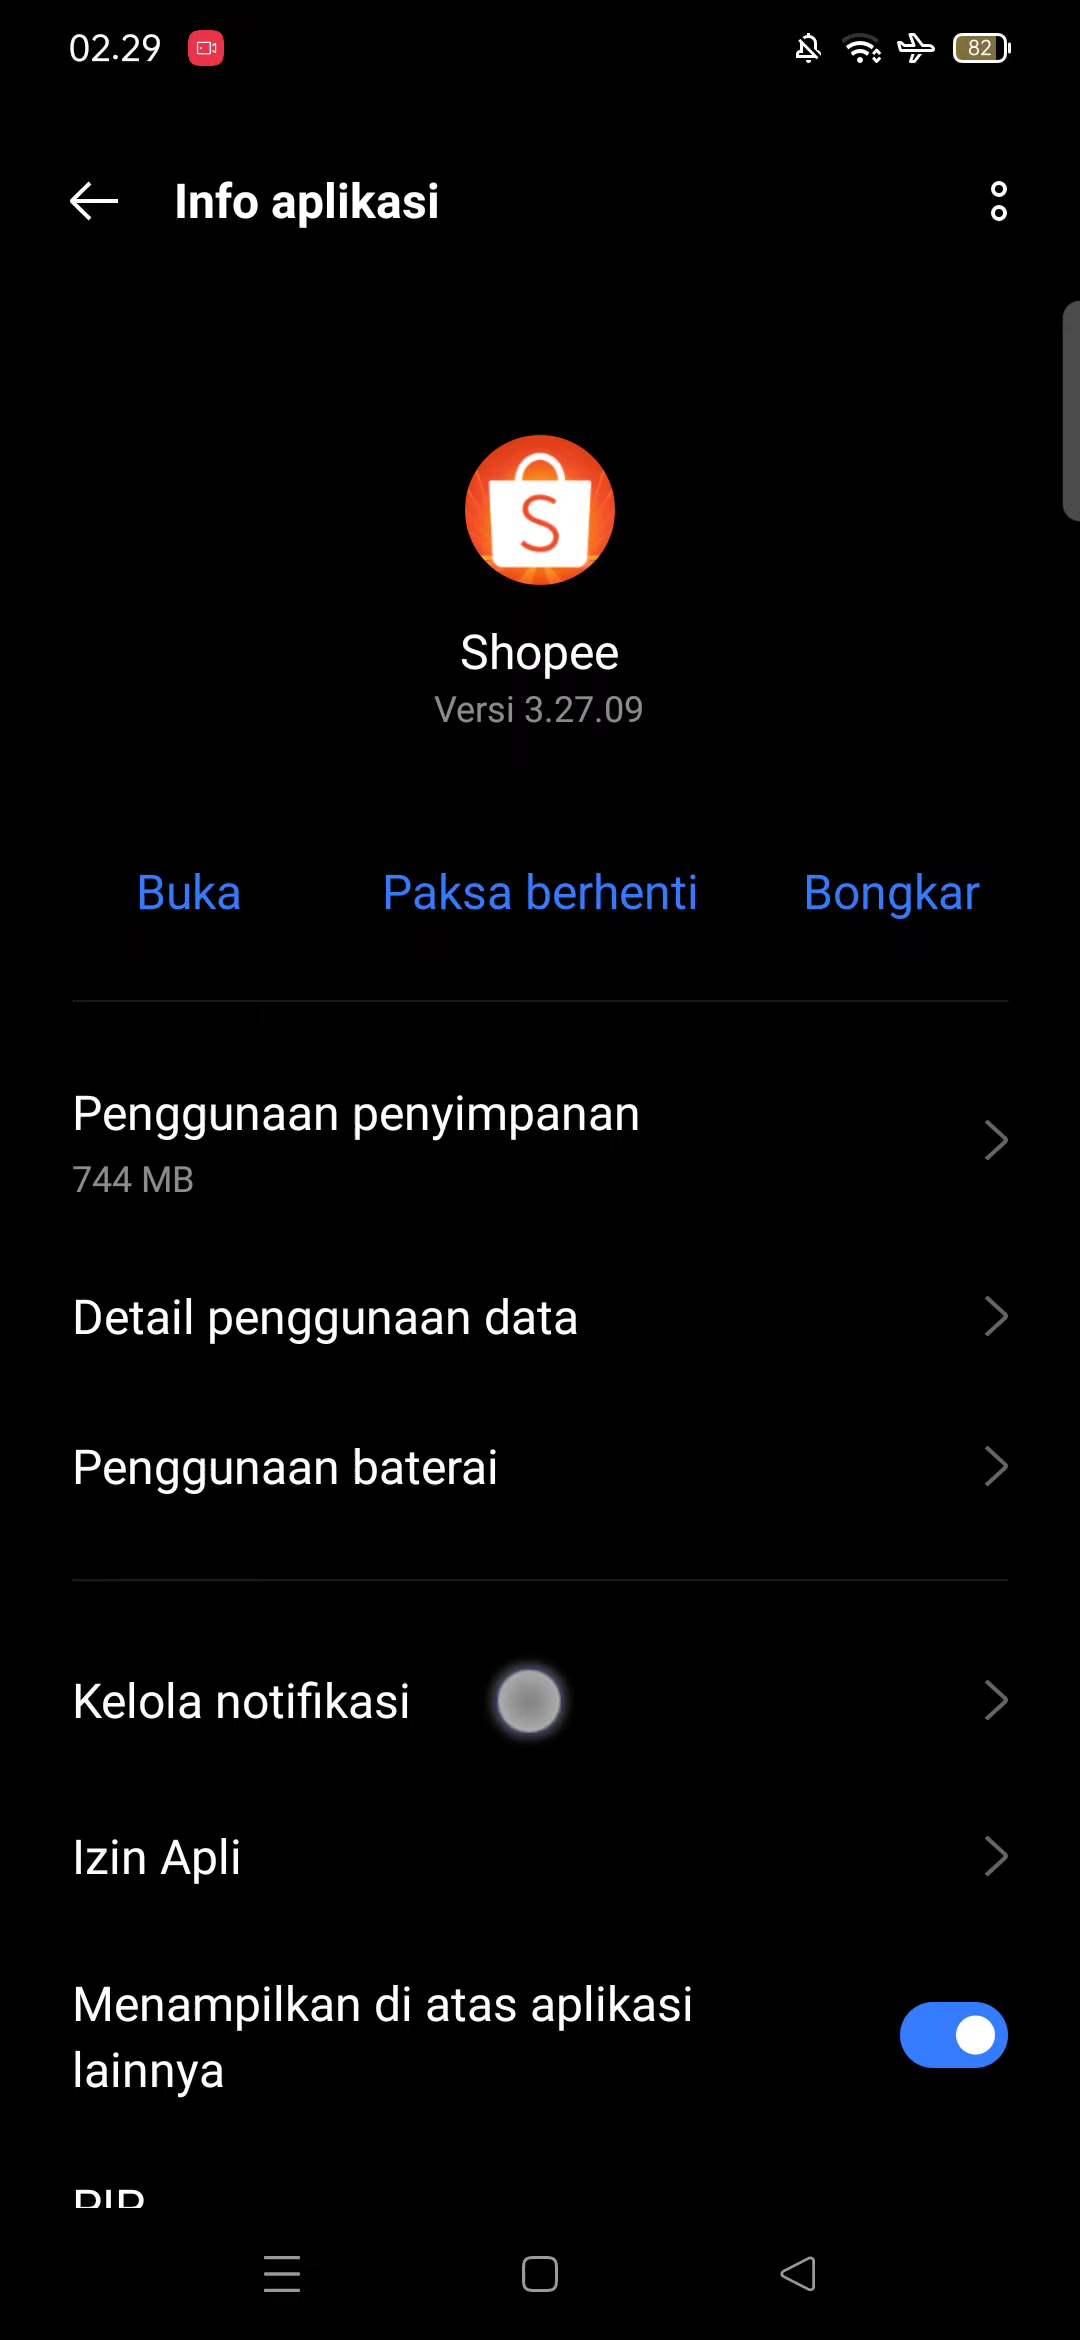 02.29
82
Info aplikasi
S
Shopee
Versi 3.27.09
Buka Paksa berhenti Bongkar
Penggunaan penyimpanan
744 MB
Detail penggunaan data
Penggunaan baterai
Kelola notifikasi
Izin Apli
Menampilkan di atas aplikasi
lainnya
PIP